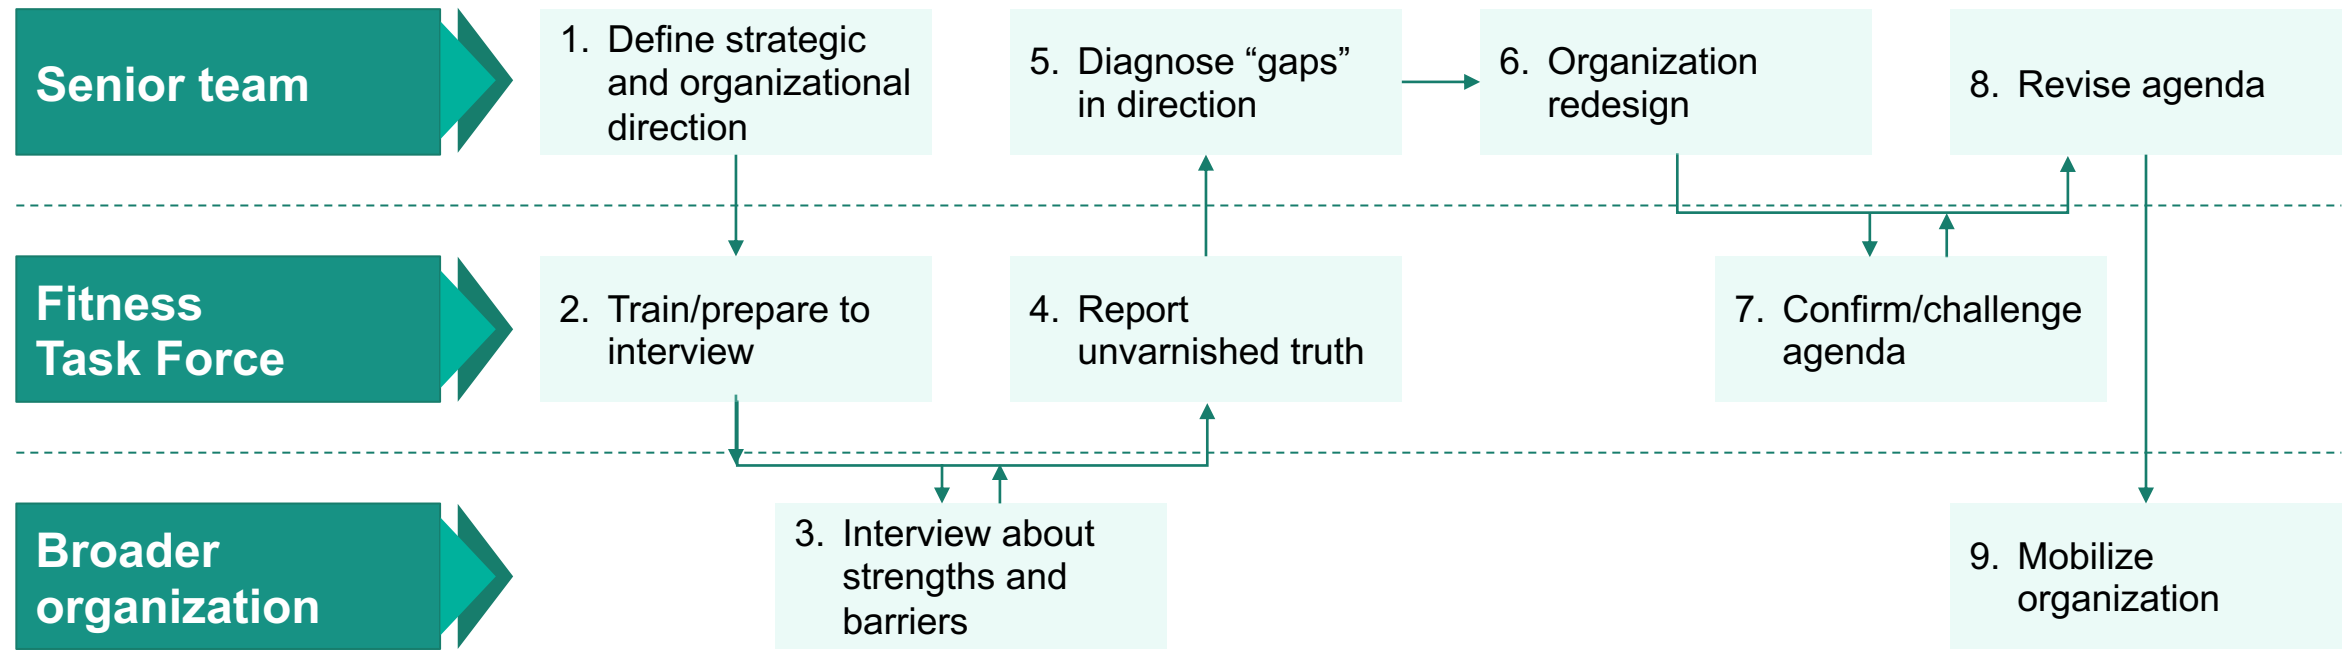 Senior team
1. Define strategic
and organizational
direction
5. Diagnose “gaps”
in direction
6. Organization
redesign
8. Revise agenda
Fitness
Task Force
2. Train/prepare to
interview
4. Report
unvarnished truth
7. Confirm/challenge
agenda
Broader
organization
3. Interview about
strengths and
barriers
9. Mobilize
organization